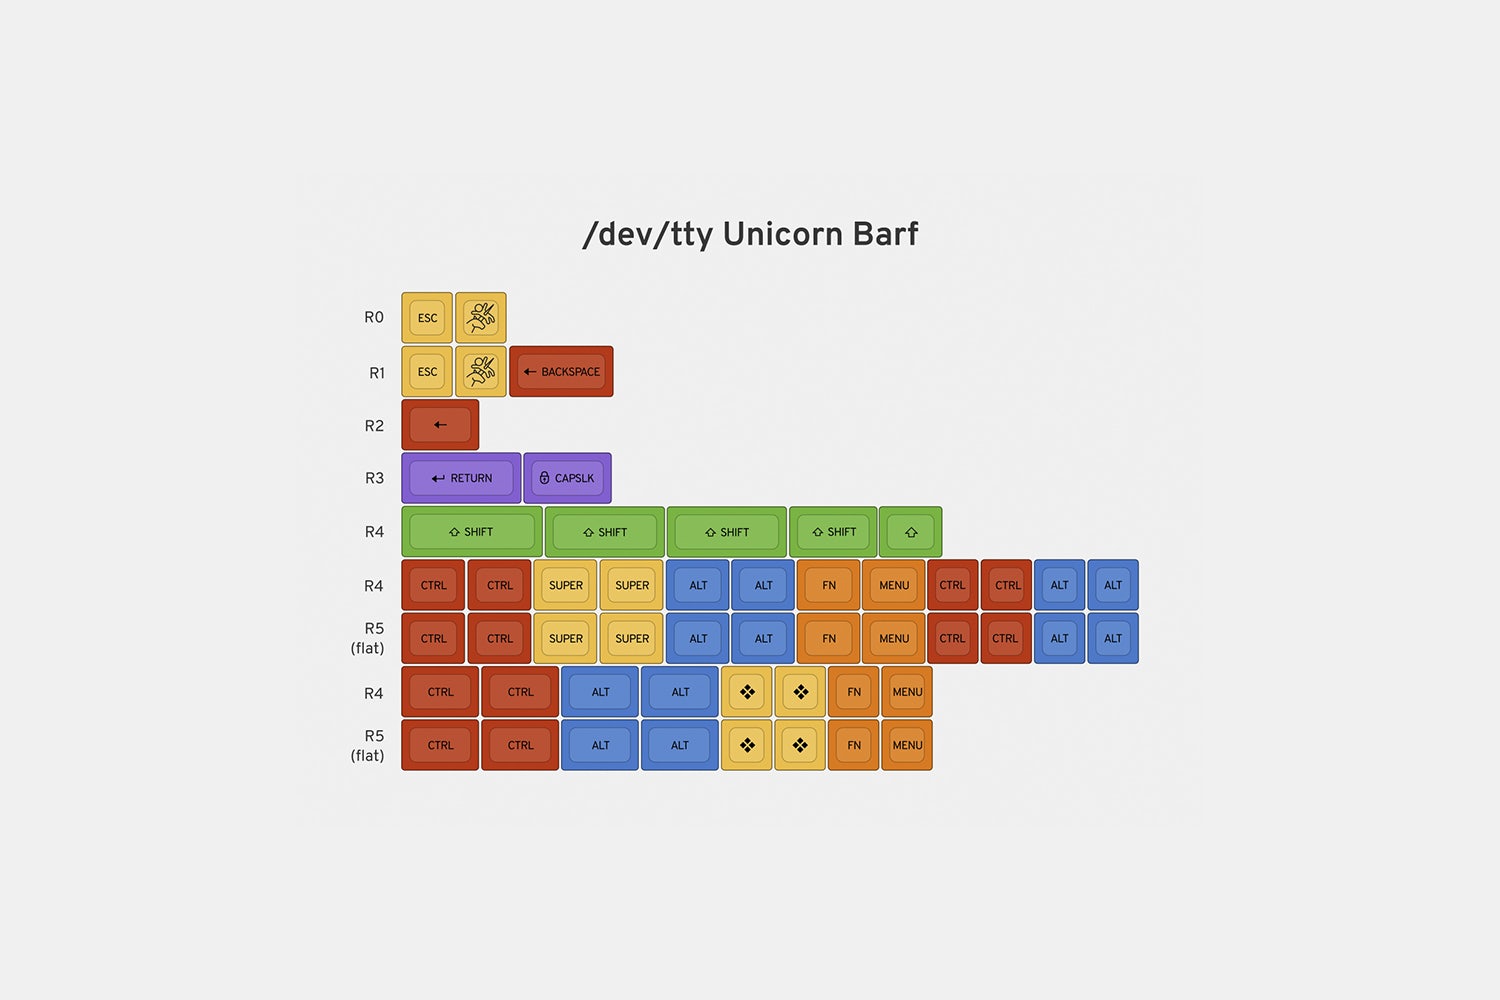 /dev/tty Unicorn Barf
R0 ESC
R1 ESC ← BACKSPACE
R2 ←
R3 RETURN CAPSLK
R4 SHIFT SHIFT SHIFT SHIFT
R4 CTRL CTRL SUPER SUPER ALT ALT FN MENU CTRL CTRL ALT ALT
R5 (flat) CTRL CTRL SUPER SUPER ALT ALT FN MENU CTRL CTRL ALT ALT
R4 CTRL CTRL ALT ALT ❖ ❖ FN MENU
R5 (flat) CTRL CTRL ALT ALT ❖ ❖ FN MENU